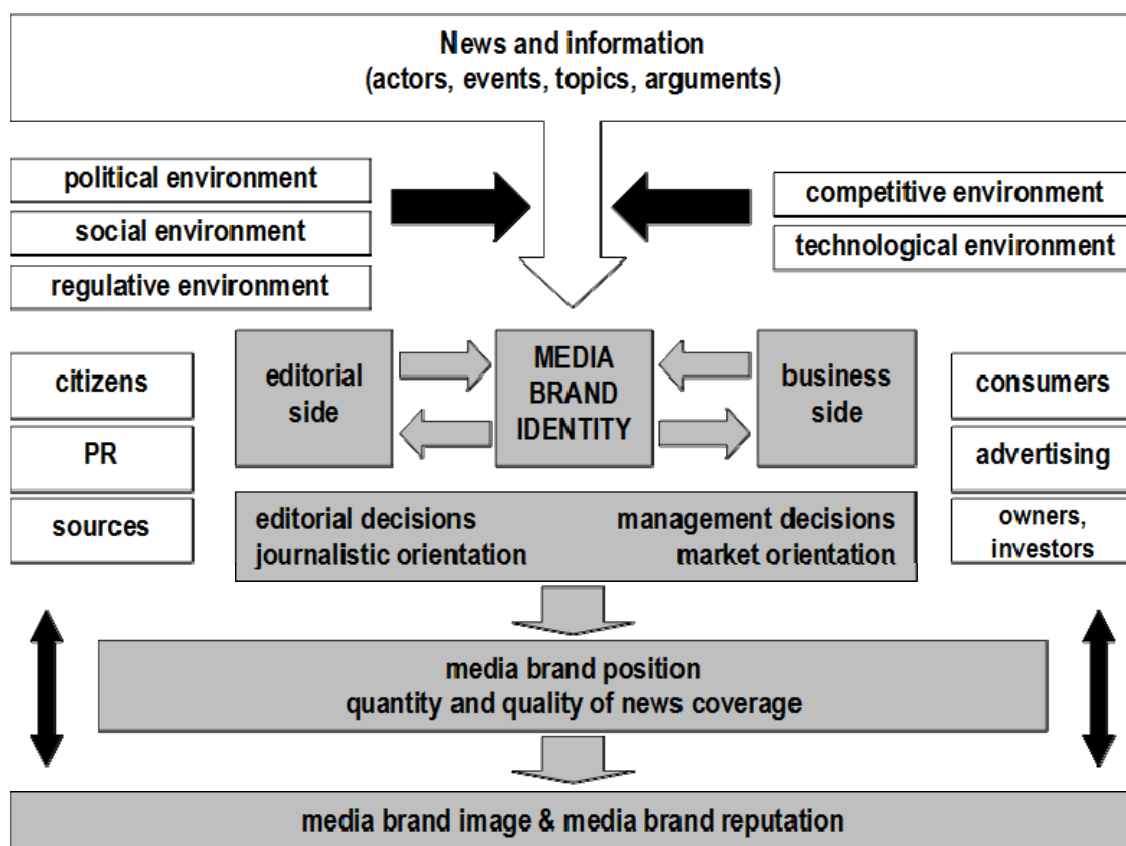 News and information
(actors, events, topics, arguments)
political environment
social environment
regulative environment
competitive environment
technological environment
citizens
PR
sources
editorial
side
MEDIA
BRAND
IDENTITY
business
side
consumers
advertising
owners,
investors
editorial decisions
journalistic orientation
management decisions
market orientation
media brand position
quantity and quality of news coverage
media brand image & media brand reputation